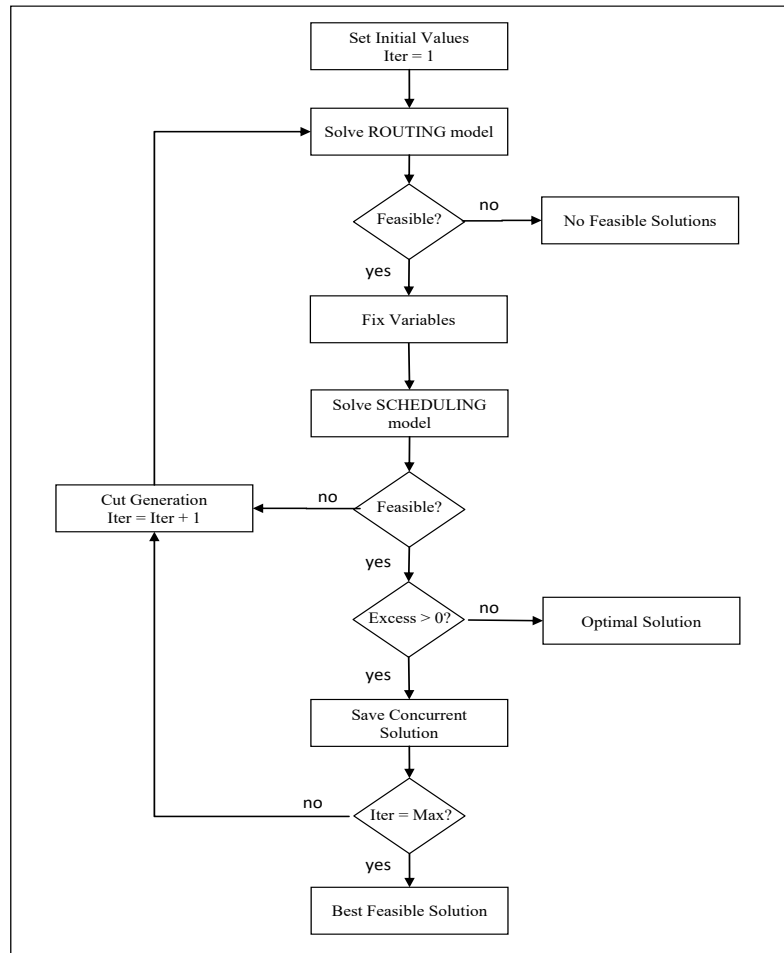 Set Initial Values
Iter = 1
Solve ROUTING model
Feasible?
no
No Feasible Solutions
yes
Fix Variables
Solve SCHEDULING
model
Feasible?
no
Cut Generation
Iter = Iter + 1
yes
Excess > 0?
no
Optimal Solution
yes
Save Concurrent
Solution
Iter = Max?
no
yes
Best Feasible Solution